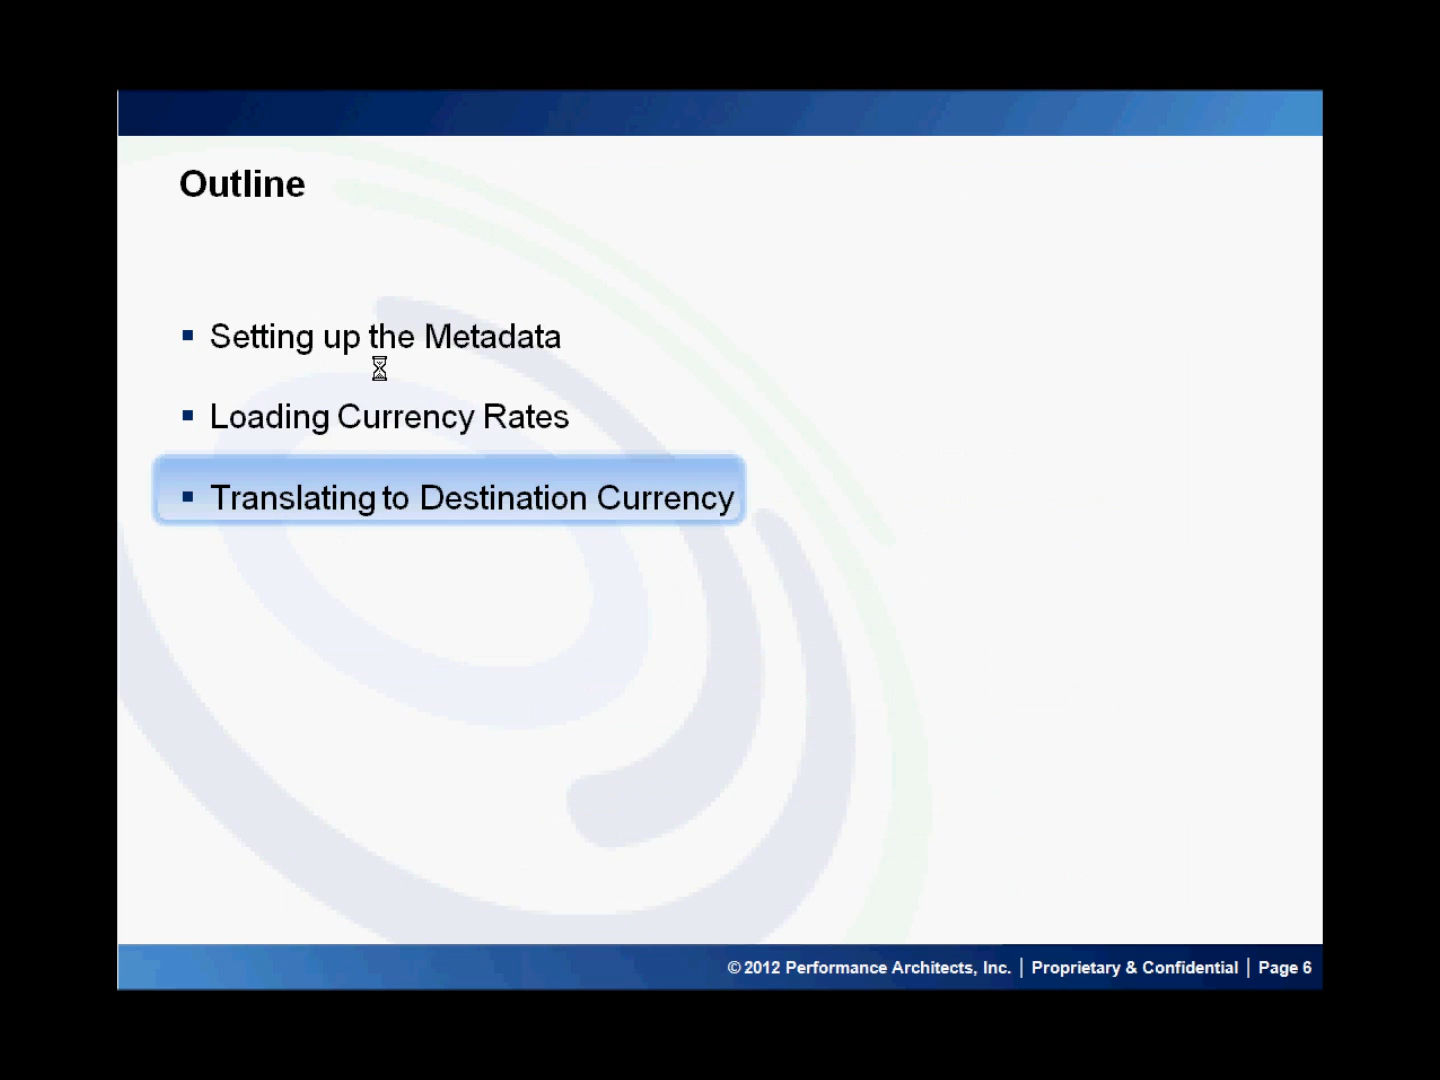 Outline
Setting up the Metadata
Loading Currency Rates
Translating to Destination Currency
© 2012 Performance Architects, Inc. | Proprietary & Confidential | Page 6